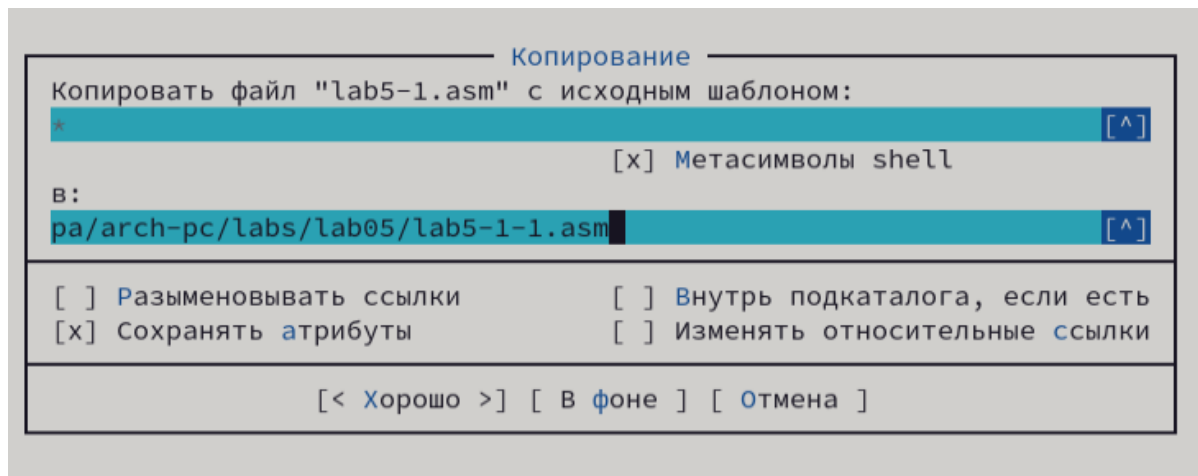 Копирование
Копировать файл "lab5-1.asm" с исходным шаблоном:
* [^]
[x] Метасимволы shell
в:
pa/arch-pc/labs/lab05/lab5-1-1.asm [^]
[ ] Разыменовывать ссылки [ ] Внутрь подкаталога, если есть
[x] Сохранять атрибуты [ ] Изменять относительные ссылки
[< Хорошо >] [ В фоне ] [ Отмена ]